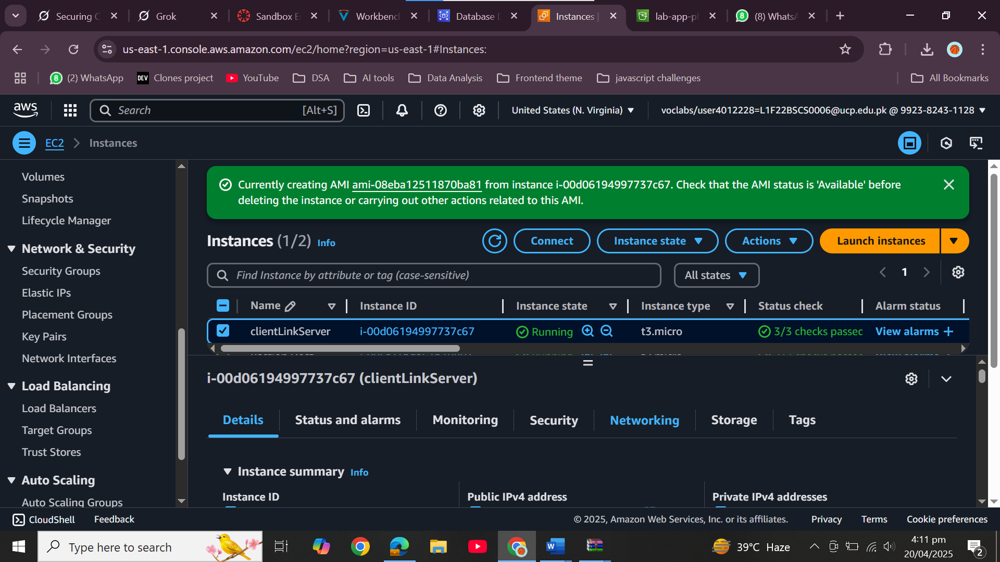 Securing C
Grok
Sandbox E
Workbench
Database D
Instances |
lab-app-p
(8) WhatsA
us-east-1.console.aws.amazon.com/ec2/home?region=us-east-1#Instances:
(2) WhatsApp
DEV Clones project
YouTube
DSA
AI tools
Data Analysis
Frontend theme
javascript challenges
All Bookmarks
aws
Search [Alt+S]
United States (N. Virginia)
voclabs/user4012228=L1F22BSCS0006@ucp.edu.pk @ 9923-8243-1128
EC2 > Instances
Volumes
Snapshots
Lifecycle Manager
Network & Security
Security Groups
Elastic IPs
Placement Groups
Key Pairs
Network Interfaces
Load Balancing
Load Balancers
Target Groups
Trust Stores
Auto Scaling
Auto Scaling Groups
Currently creating AMI ami-08eba12511870ba81 from instance i-00d06194997737c67. Check that the AMI status is 'Available' before
deleting the instance or carrying out other actions related to this AMI.
Instances (1/2) Info
Connect
Instance state
Actions
Launch instances
Find Instance by attribute or tag (case-sensitive)
All states
1
Name Instance ID Instance state Instance type Status check Alarm status
clientLinkServer i-00d06194997737c67 Running t3.micro 3/3 checks passec View alarms +
i-00d06194997737c67 (clientLinkServer)
Details Status and alarms Monitoring Security Networking Storage Tags
Instance summary Info
Instance ID Public IPv4 address Private IPv4 addresses
CloudShell Feedback © 2025, Amazon Web Services, Inc. or its affiliates. Privacy Terms Cookie preferences
Type here to search
39°C Haze
4:11 pm
20/04/2025
2